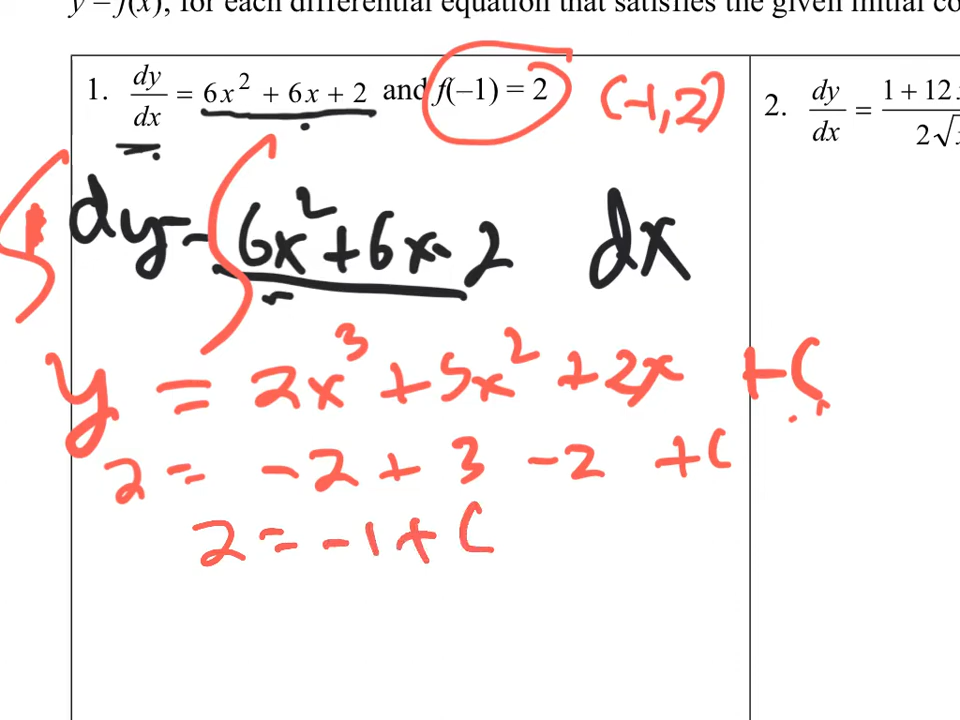 y = f(x), for each differential equation that satisfies the given initial co
1. dy/dx = 6x² + 6x + 2 and f(–1) = 2
(-1,2)
2. dy/dx = 1 + 12x / 2√x
dy = 6x² + 6x - 2 dx
y = 2x³ + 5x² + 2x + C
2 = -2 + 3 - 2 + C
2 = -1 + C